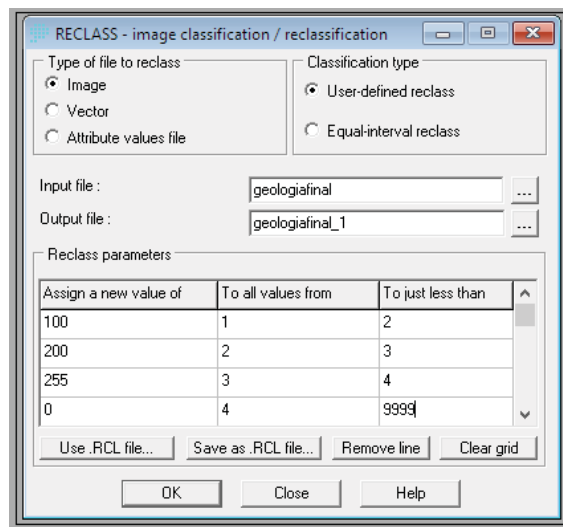 RECLASS - image classification / reclassification
Type of file to reclass
Image
Vector
Attribute values file
Classification type
User-defined reclass
Equal-interval reclass
Input file :
geologiafinal
...
Output file :
geologiafinal_1
...
Reclass parameters
Assign a new value of To all values from To just less than
100 1 2
200 2 3
255 3 4
0 4 9999
Use .RCL file... Save as .RCL file... Remove line Clear grid
OK Close Help